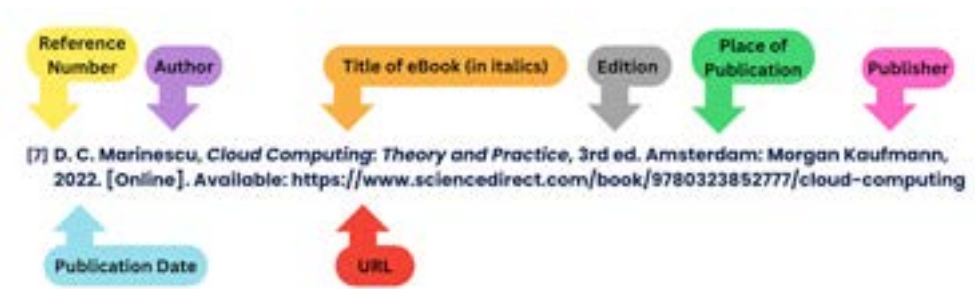 Reference
Number
Author
Title of eBook (in italics)
Edition
Place of
Publication
Publisher
[7] D. C. Marinescu, Cloud Computing: Theory and Practice, 3rd ed. Amsterdam: Morgan Kaufmann,
2022. [Online]. Available: https://www.sciencedirect.com/book/9780323852777/cloud-computing
Publication Date
URL